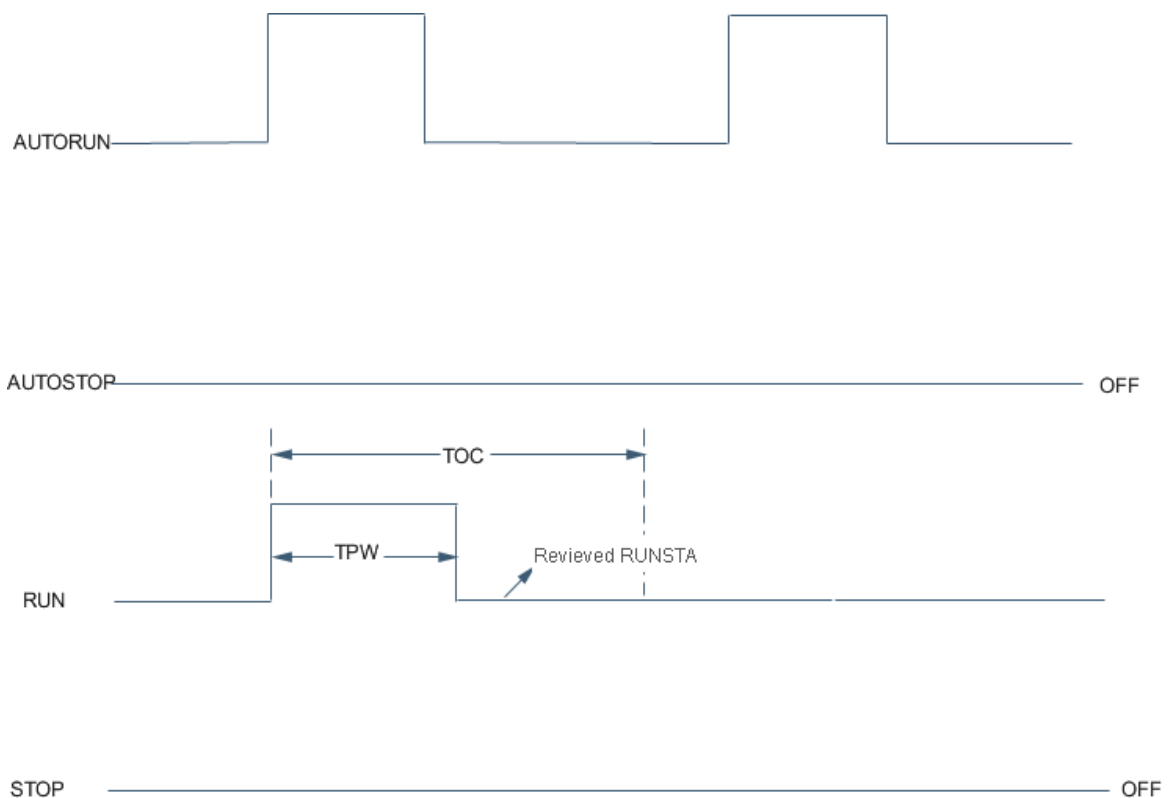 AUTORUN
AUTOSTOP
OFF
TOC
TPW
Revieved RUNSTA
RUN
STOP
OFF